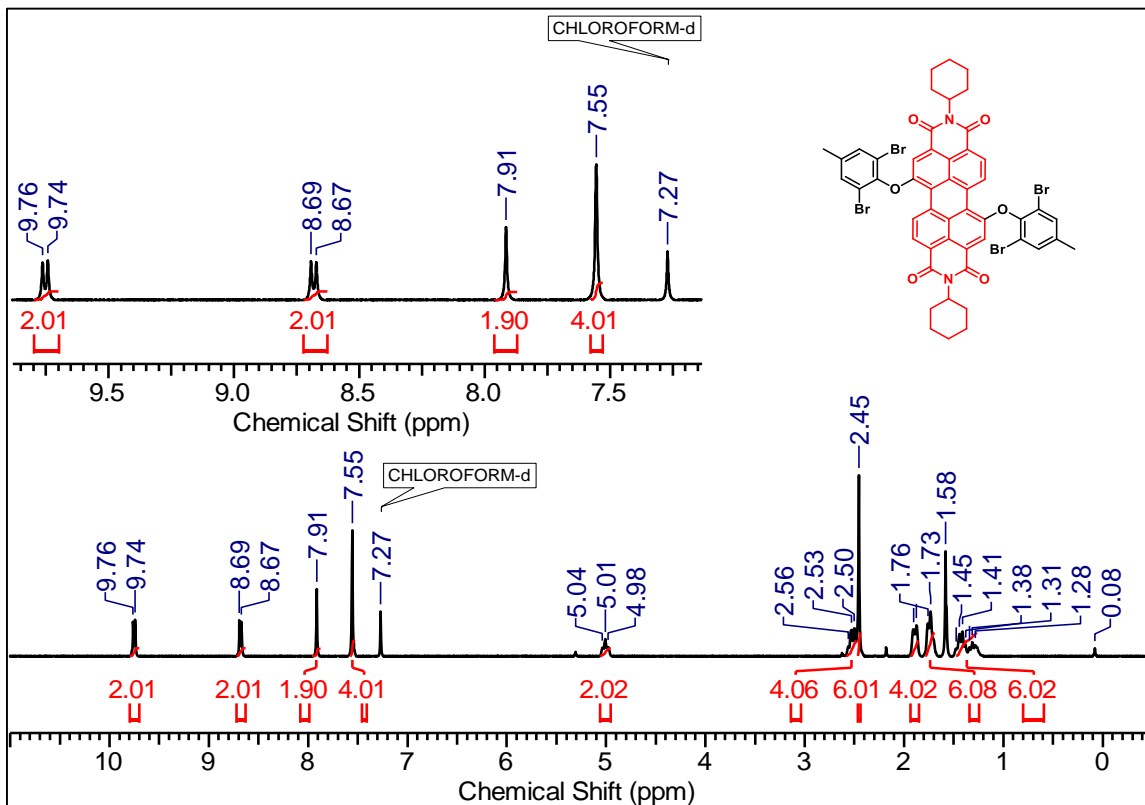 CHLOROFORM-d
9.76
9.74
8.69
8.67
7.91
7.55
7.27
2.01
2.01
1.90
4.01
9.5 9.0 8.5 8.0 7.5
Chemical Shift (ppm)
O N O
Br
O
Br
Br
O
Br
O N O
CHLOROFORM-d
9.76
9.74
8.69
8.67
7.91
7.55
7.27
5.04
5.01
4.98
2.56
2.53
2.50
2.45
1.76
1.73
1.58
1.45
1.41
1.38
1.31
1.28
0.08
2.01 2.01 1.90 4.01 2.02 4.06 6.01 4.02 6.08 6.02
10 9 8 7 6 5 4 3 2 1 0
Chemical Shift (ppm)